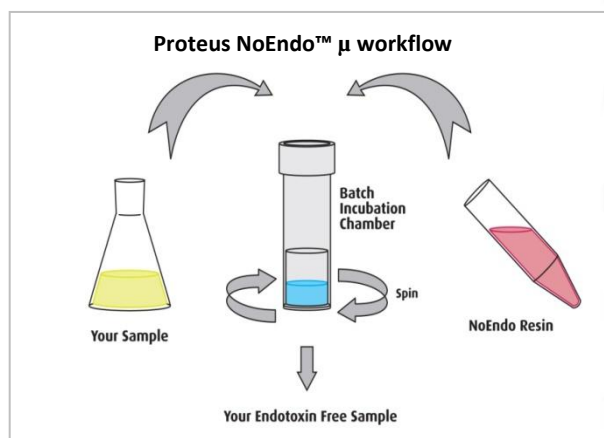 Proteus NoEndo™ µ workflow
Batch
Incubation
Chamber
Spin
Your Sample
NoEndo Resin
Your Endotoxin Free Sample